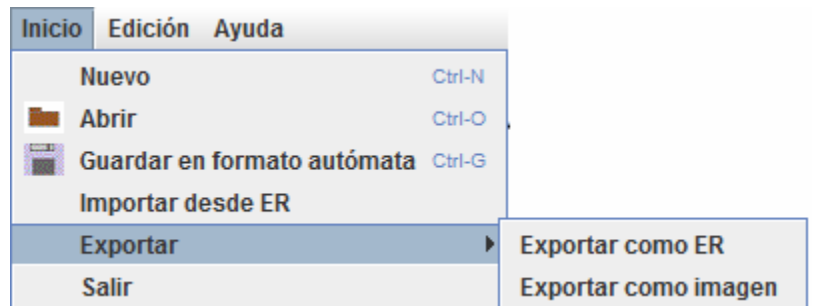 Inicio Edición Ayuda
Nuevo Ctrl-N
Abrir Ctrl-O
Guardar en formato autómata Ctrl-G
Importar desde ER
Exportar Exportar como ER
Salir Exportar como imagen